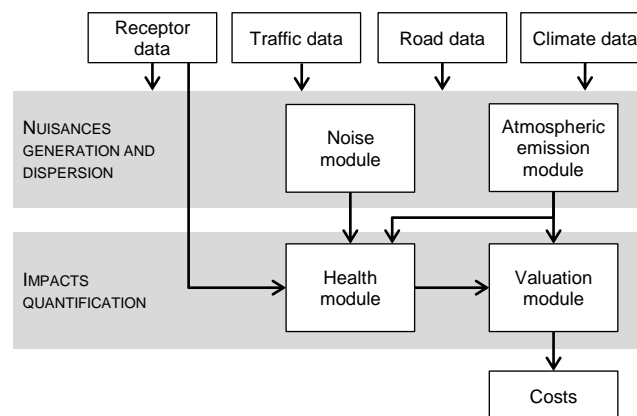 Receptor
data
Traffic data
Road data
Climate data
NUISANCES
GENERATION AND
DISPERSION
Noise
module
Atmospheric
emission
module
IMPACTS
QUANTIFICATION
Health
module
Valuation
module
Costs